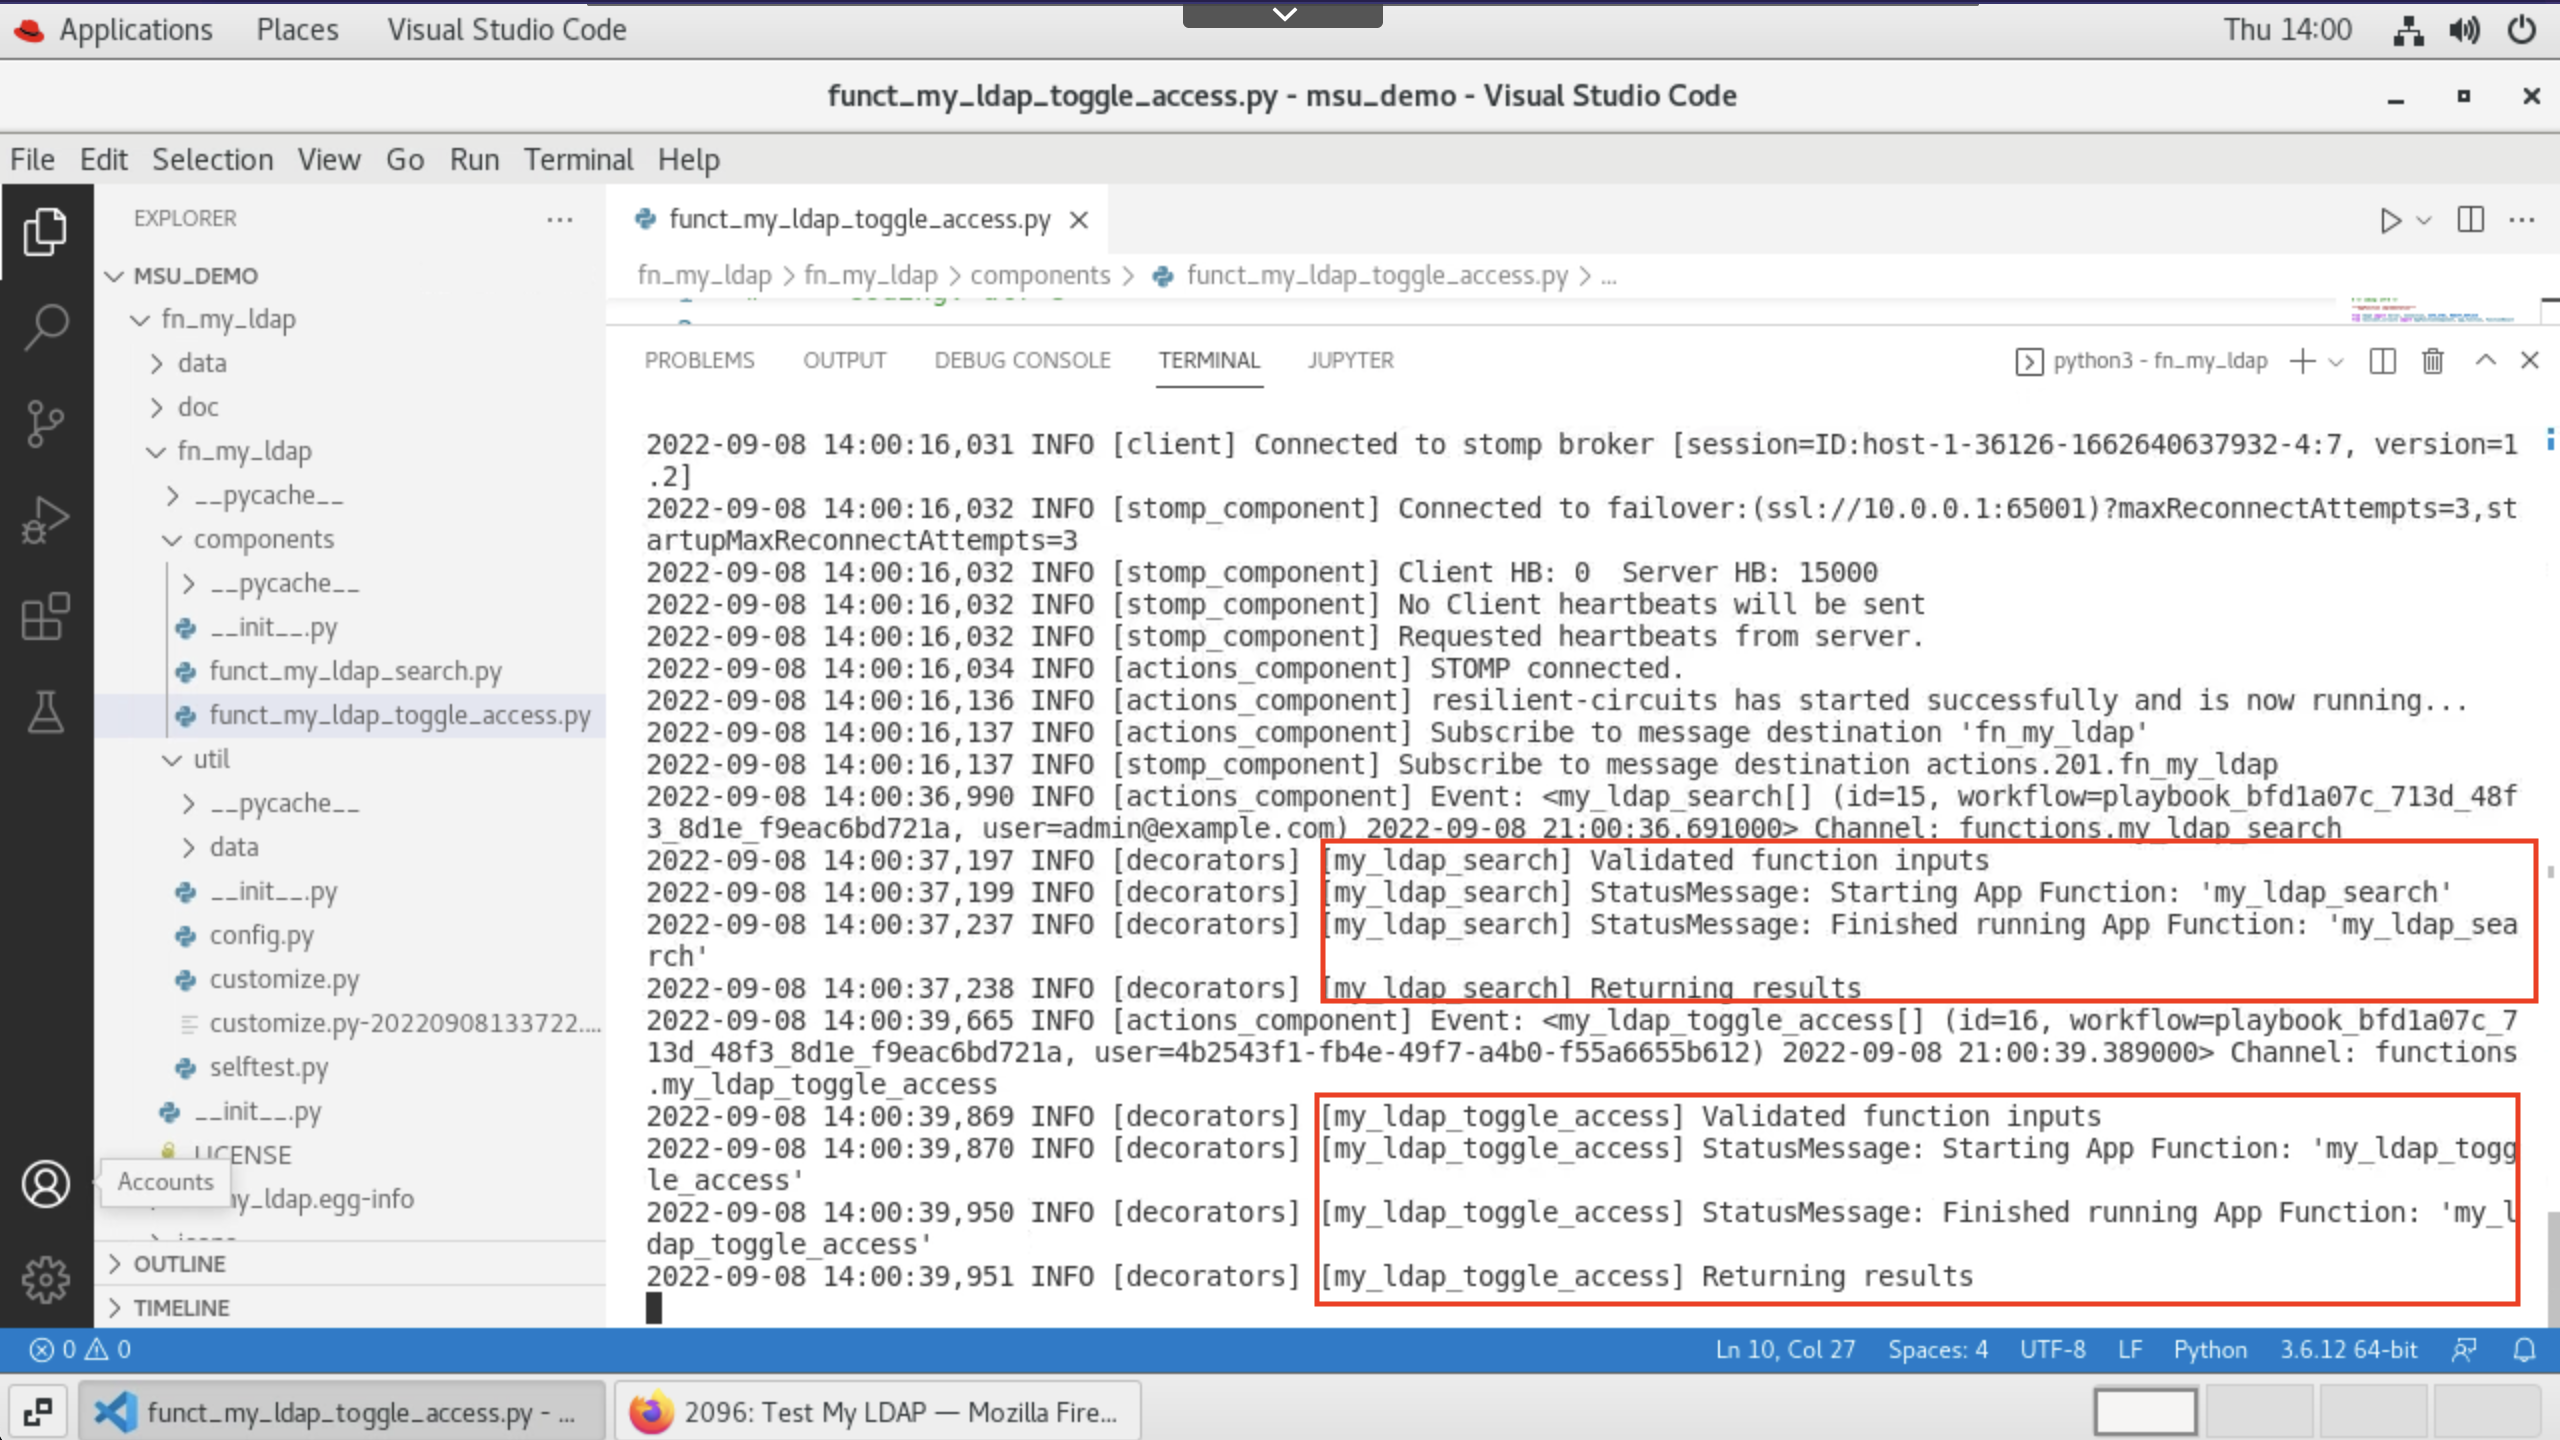 Applications Places Visual Studio Code Thu 14:00
funct_my_ldap_toggle_access.py - msu_demo - Visual Studio Code
File Edit Selection View Go Run Terminal Help
EXPLORER
MSU_DEMO
fn_my_ldap
data
doc
fn_my_ldap
__pycache__
components
__pycache__
__init__.py
funct_my_ldap_search.py
funct_my_ldap_toggle_access.py
util
__pycache__
data
__init__.py
config.py
customize.py
customize.py-20220908133722....
selftest.py
__init__.py
LICENSE
Accounts
my_ldap.egg-info
OUTLINE
TIMELINE
funct_my_ldap_toggle_access.py
fn_my_ldap > fn_my_ldap > components > funct_my_ldap_toggle_access.py > ...
PROBLEMS OUTPUT DEBUG CONSOLE TERMINAL JUPYTER python3 - fn_my_ldap
2022-09-08 14:00:16,031 INFO [client] Connected to stomp broker [session=ID:host-1-36126-1662640637932-4:7, version=1
.2]
2022-09-08 14:00:16,032 INFO [stomp_component] Connected to failover:(ssl://10.0.0.1:65001)?maxReconnectAttempts=3,st
artupMaxReconnectAttempts=3
2022-09-08 14:00:16,032 INFO [stomp_component] Client HB: 0  Server HB: 15000
2022-09-08 14:00:16,032 INFO [stomp_component] No Client heartbeats will be sent
2022-09-08 14:00:16,032 INFO [stomp_component] Requested heartbeats from server.
2022-09-08 14:00:16,034 INFO [actions_component] STOMP connected.
2022-09-08 14:00:16,136 INFO [actions_component] resilient-circuits has started successfully and is now running...
2022-09-08 14:00:16,137 INFO [actions_component] Subscribe to message destination 'fn_my_ldap'
2022-09-08 14:00:16,137 INFO [stomp_component] Subscribe to message destination actions.201.fn_my_ldap
2022-09-08 14:00:36,990 INFO [actions_component] Event: <my_ldap_search[] (id=15, workflow=playbook_bfd1a07c_713d_48f
3_8d1e_f9eac6bd721a, user=admin@example.com) 2022-09-08 21:00:36.691000> Channel: functions.my_ldap_search
2022-09-08 14:00:37,197 INFO [decorators] [my_ldap_search] Validated function inputs
2022-09-08 14:00:37,199 INFO [decorators] [my_ldap_search] StatusMessage: Starting App Function: 'my_ldap_search'
2022-09-08 14:00:37,237 INFO [decorators] [my_ldap_search] StatusMessage: Finished running App Function: 'my_ldap_sea
rch'
2022-09-08 14:00:37,238 INFO [decorators] [my_ldap_search] Returning results
2022-09-08 14:00:39,665 INFO [actions_component] Event: <my_ldap_toggle_access[] (id=16, workflow=playbook_bfd1a07c_7
13d_48f3_8d1e_f9eac6bd721a, user=4b2543f1-fb4e-49f7-a4b0-f55a6655b612) 2022-09-08 21:00:39.389000> Channel: functions
.my_ldap_toggle_access
2022-09-08 14:00:39,869 INFO [decorators] [my_ldap_toggle_access] Validated function inputs
2022-09-08 14:00:39,870 INFO [decorators] [my_ldap_toggle_access] StatusMessage: Starting App Function: 'my_ldap_togg
le_access'
2022-09-08 14:00:39,950 INFO [decorators] [my_ldap_toggle_access] StatusMessage: Finished running App Function: 'my_l
dap_toggle_access'
2022-09-08 14:00:39,951 INFO [decorators] [my_ldap_toggle_access] Returning results
0 0 Ln 10, Col 27 Spaces: 4 UTF-8 LF Python 3.6.12 64-bit
funct_my_ldap_toggle_access.py - ... 2096: Test My LDAP — Mozilla Fire...